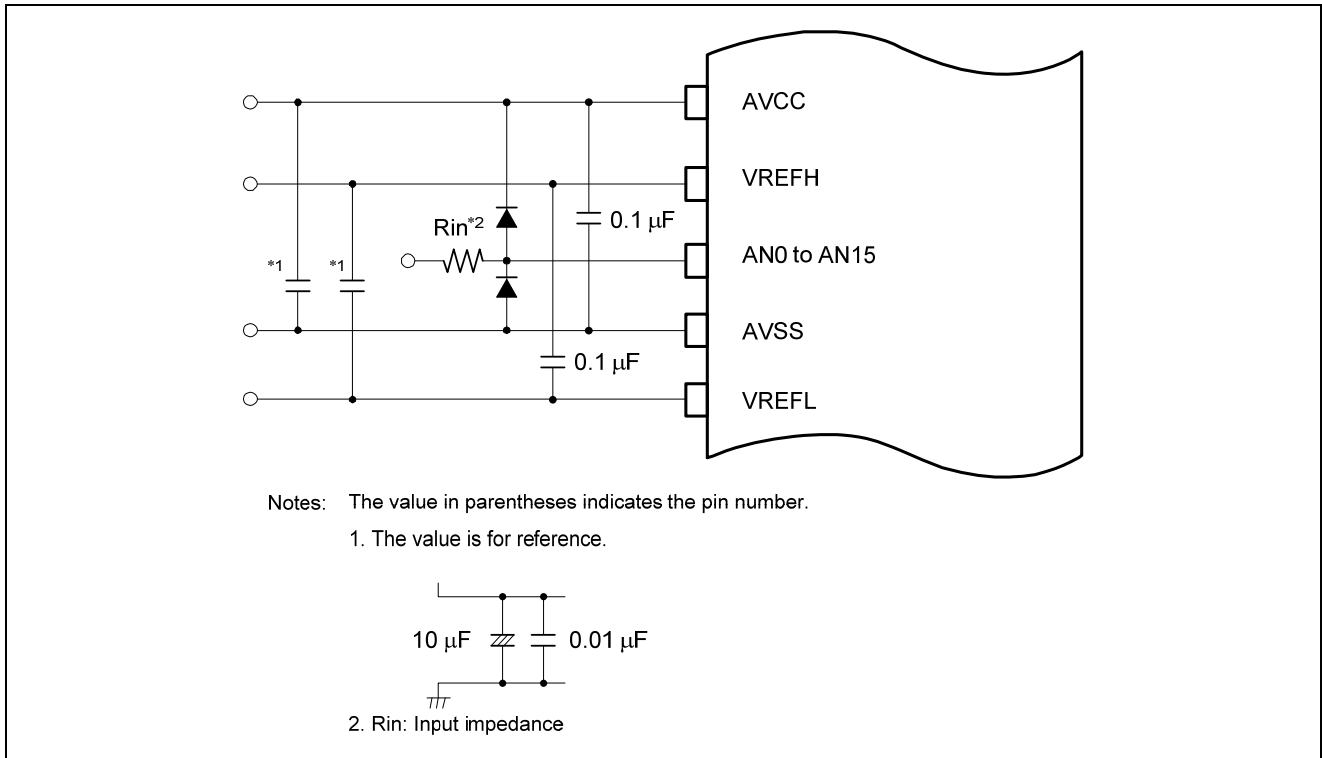 AVCC
VREFH
Rin*2
0.1 μF
*1 *1
AN0 to AN15
AVSS
0.1 μF
VREFL
Notes: The value in parentheses indicates the pin number.
1. The value is for reference.
10 μF 0.01 μF
2. Rin: Input impedance